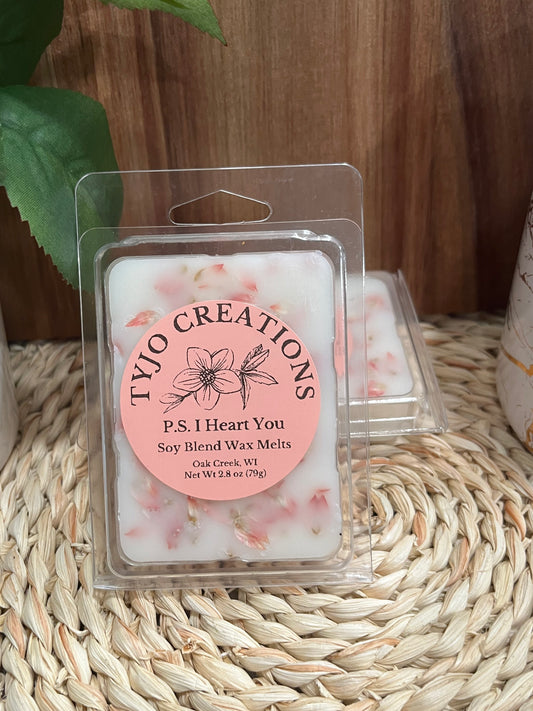 TYJO CREATIONS
P.S. I Heart You
Soy Blend Wax Melts
Oak Creek, WI
Net Wt 2.8 oz (79g)